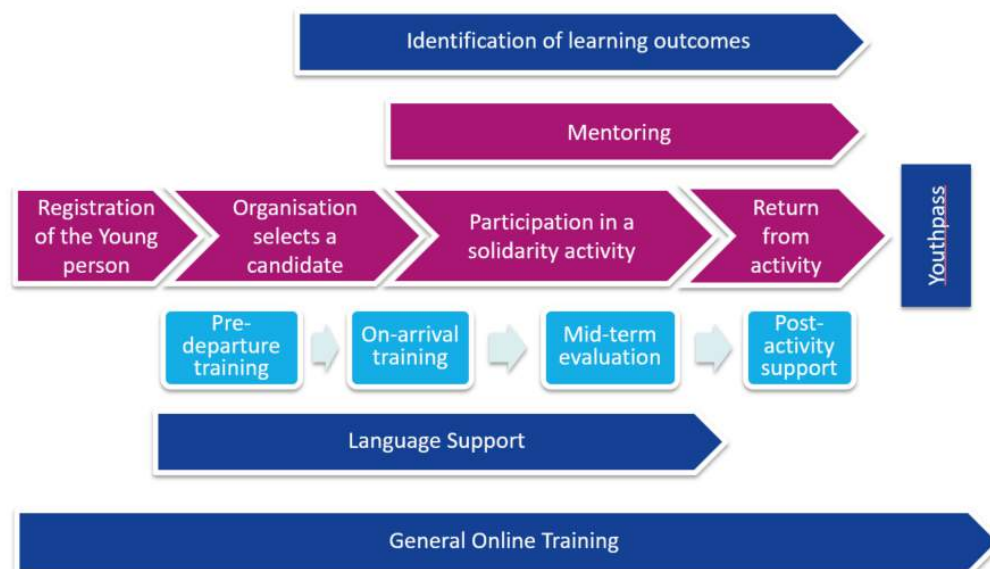 Identification of learning outcomes
Mentoring
Registration
of the Young
person
Organisation
selects a
candidate
Participation in a
solidarity activity
Return
from
activity
Youthpass
Pre-
departure
training
On-arrival
training
Mid-term
evaluation
Post-
activity
support
Language Support
General Online Training